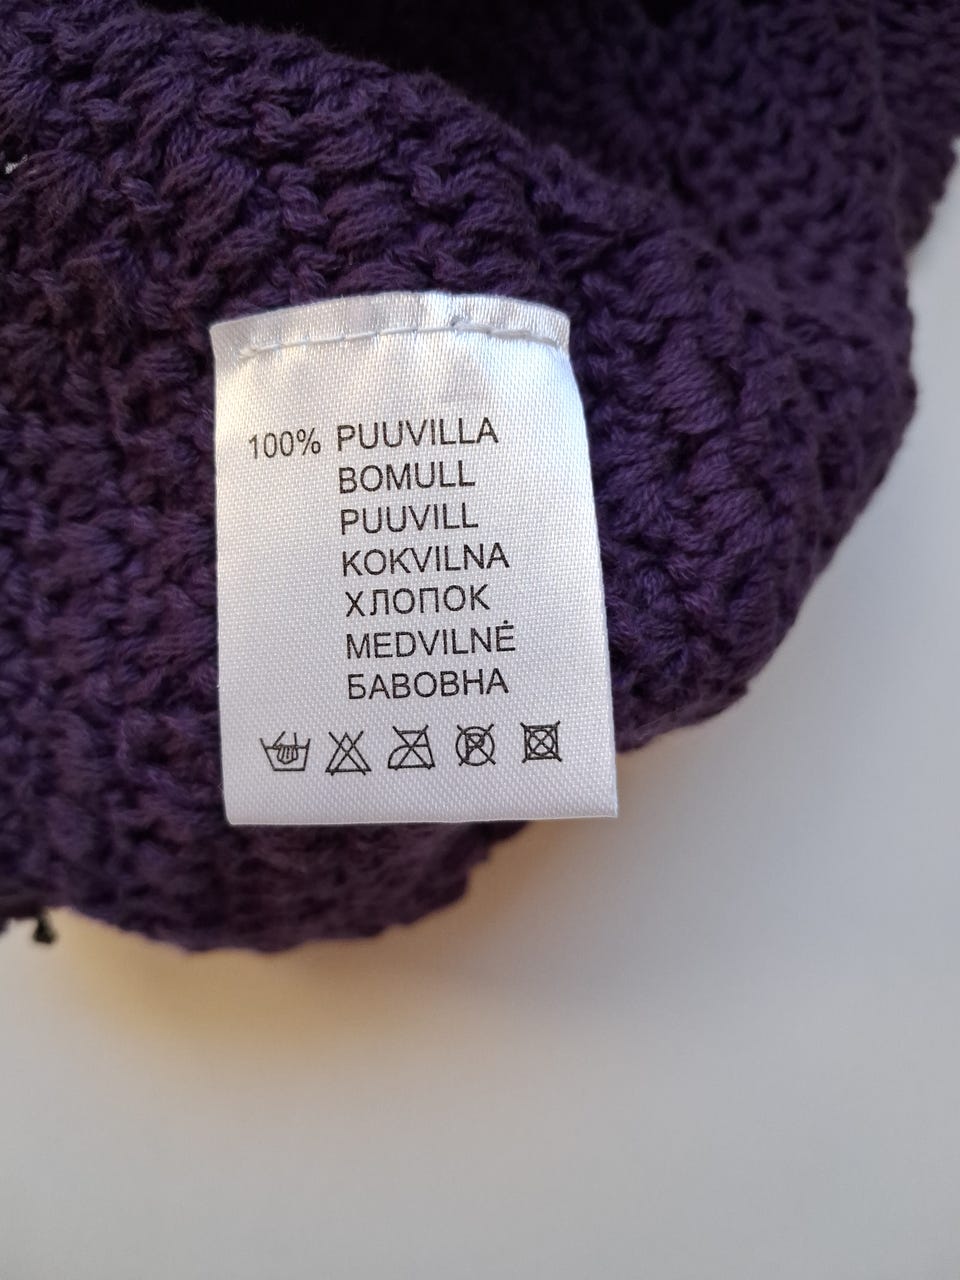 100% PUUVILLA
BOMULL
PUUVILL
KOKVILNA
ХЛОПОК
MEDVILNĖ
БАВОВНА
P